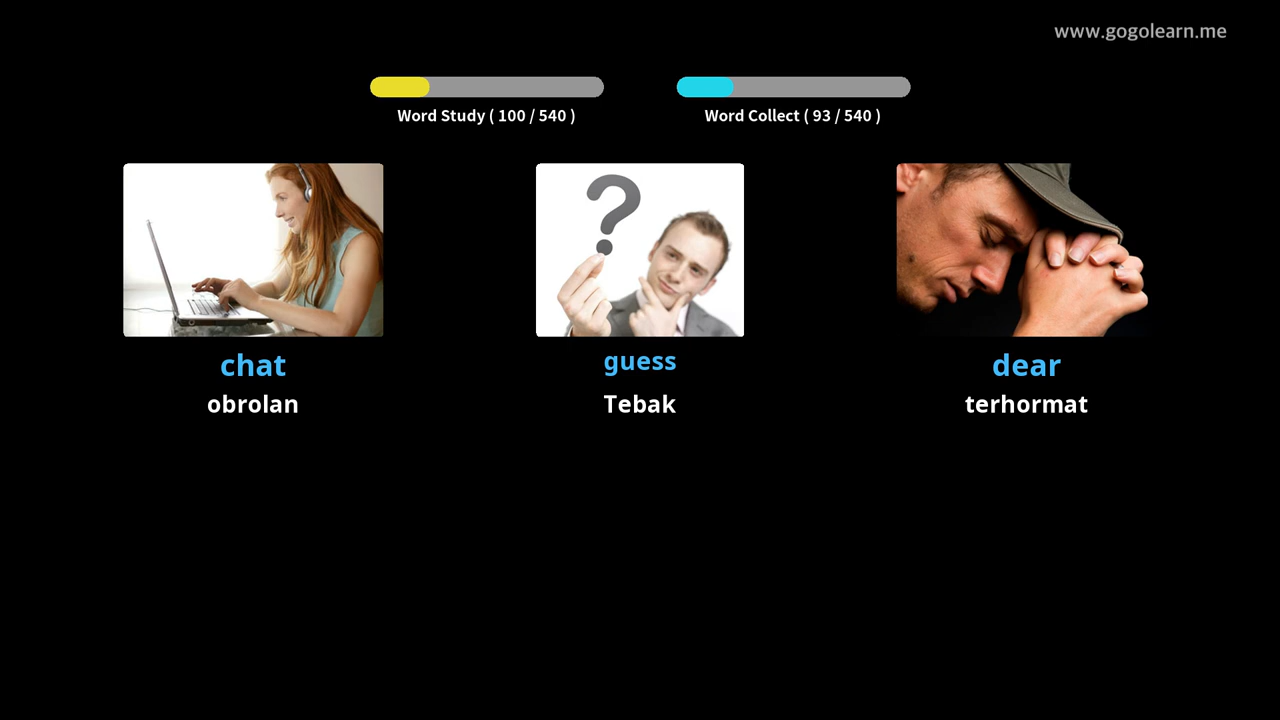 www.gogolearn.me
Word Study ( 100 / 540 )
Word Collect ( 93 / 540 )
chat
obrolan
guess
Tebak
dear
terhormat